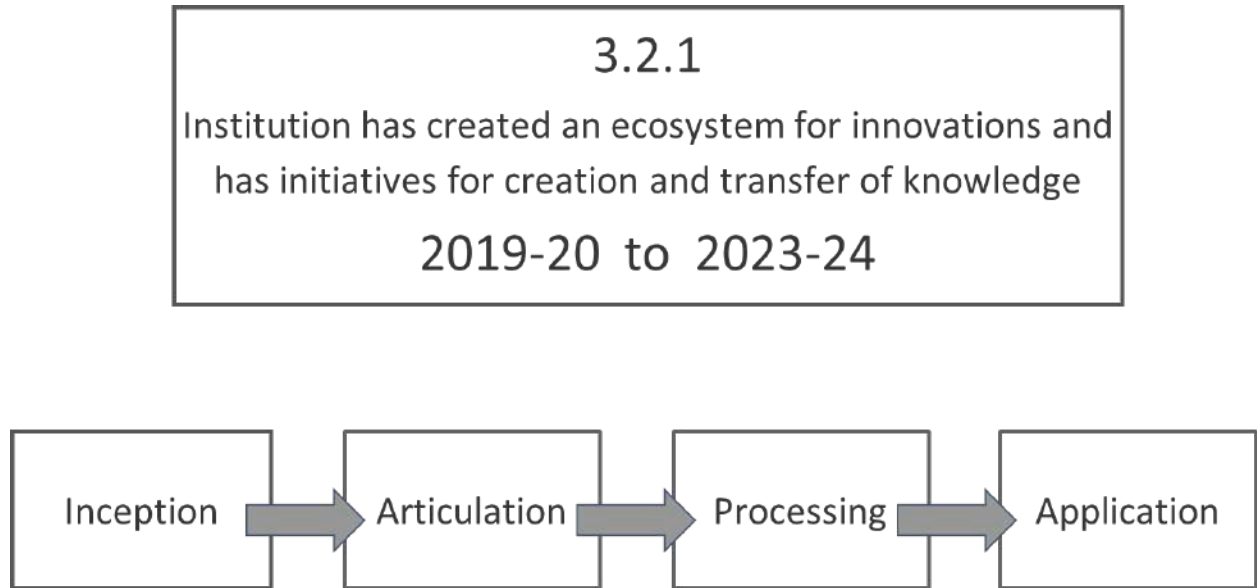 3.2.1
Institution has created an ecosystem for innovations and
has initiatives for creation and transfer of knowledge
2019-20 to 2023-24
Inception
Articulation
Processing
Application